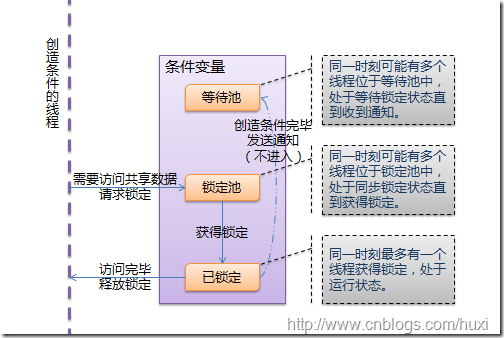 创造条件的线程
条件变量
等待池
创造条件完毕
发送通知
（不进入）
需要访问共享数据
请求锁定
锁定池
获得锁定
访问完毕
释放锁定
已锁定
同一时刻可能有多个
线程位于等待池中，
处于等待锁定状态直
到收到通知。
同一时刻可能有多个
线程位于锁定池中，
处于同步锁定状态直
到获得锁定。
同一时刻最多有一个
线程获得锁定，处于
运行状态。
http://www.cnblogs.com/huxi